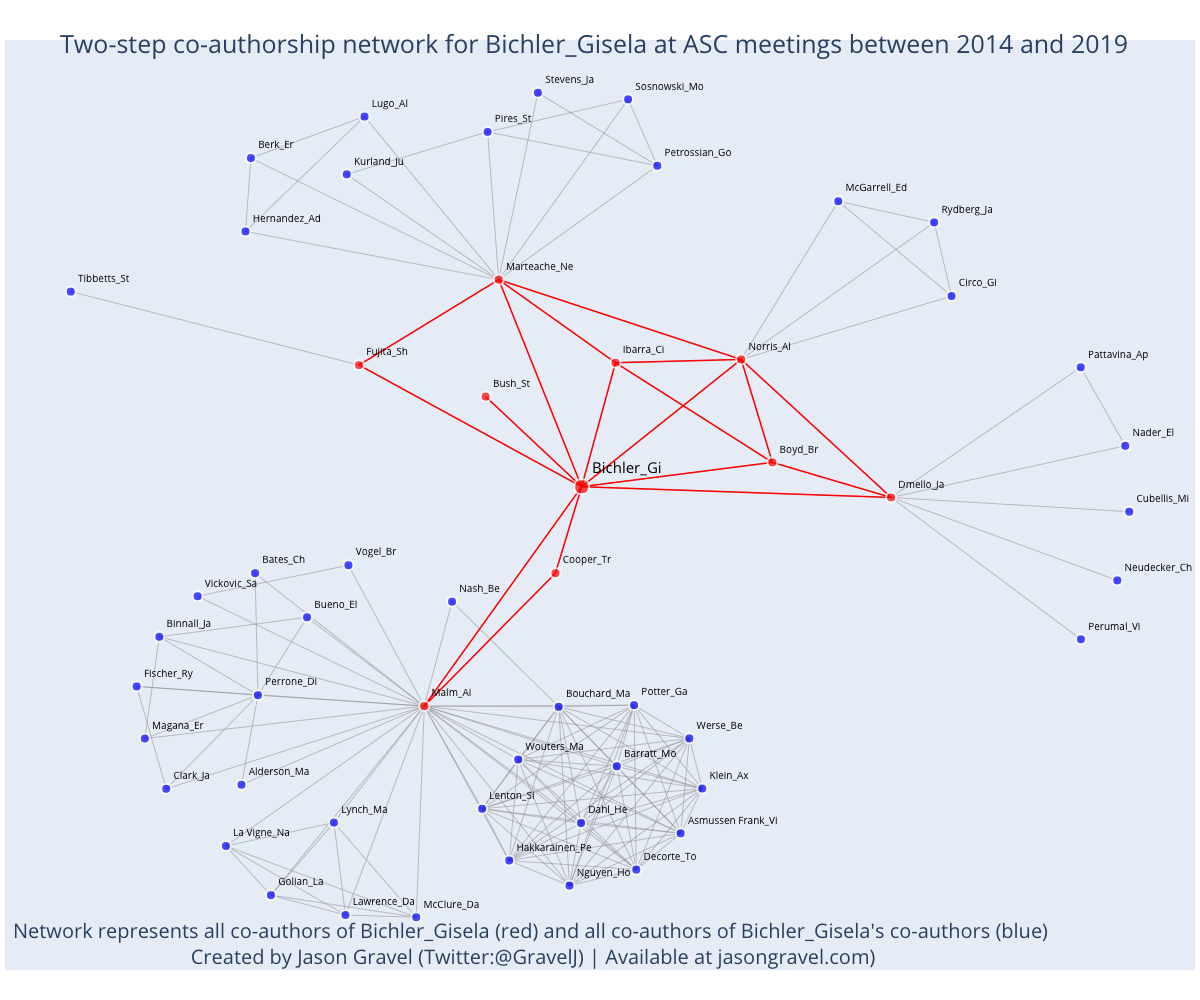 Two-step co-authorship network for Bichler_Gisela at ASC meetings between 2014 and 2019
Stevens_Ja
Sosnowski_Mo
Lugo_Al
Pires_St
Berk_Er
Kurland_Ju
Petrossian_Go
McGarrell_Ed
Rydberg_Ja
Hernandez_Ad
Marteache_Ne
Tibbetts_St
Circo_Gi
Fujita_Sh
Ibarra_Ci
Norris_Al
Pattavina_Ap
Bush_St
Nader_El
Boyd_Br
Bichler_Gi
Dmello_Ja
Cubellis_Mi
Vogel_Br
Bates_Ch
Cooper_Tr
Neudecker_Ch
Vickovic_Sa
Nash_Be
Bueno_El
Binnall_Ja
Perumal_Vi
Fischer_Ry
Perrone_Di
Malm_Ai
Bouchard_Ma
Potter_Ga
Magana_Er
Werse_Be
Wouters_Ma
Barratt_Mo
Clark_Ja
Alderson_Ma
Klein_Ax
Lenton_Si
Lynch_Ma
Dahl_He
Asmussen Frank_Vi
La Vigne_Na
Hakkarainen_Pe
Decorte_To
Nguyen_Ho
Golian_La
Lawrence_Da
McClure_Da
Network represents all co-authors of Bichler_Gisela (red) and all co-authors of Bichler_Gisela's co-authors (blue)
Created by Jason Gravel (Twitter:@GravelJ) | Available at jasongravel.com)